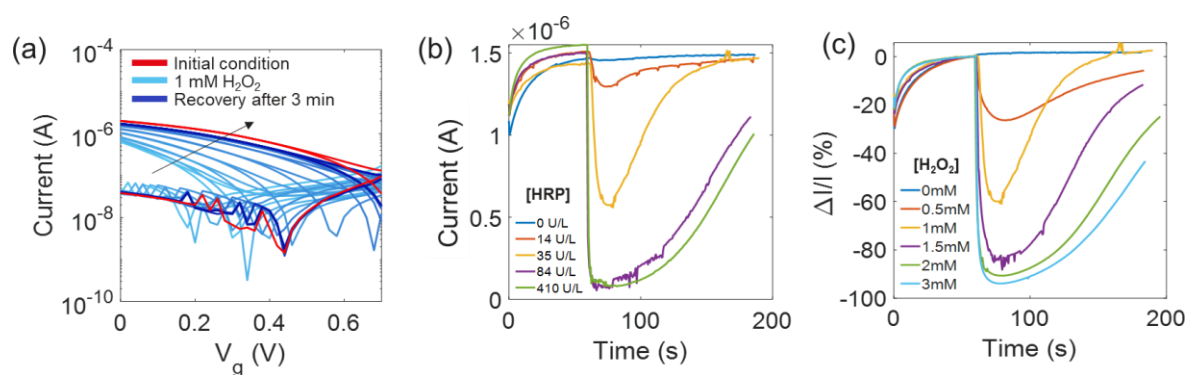 (a)
10⁻⁴
10⁻⁶
10⁻⁸
10⁻¹⁰
Current (A)
Initial condition
1 mM H₂O₂
Recovery after 3 min
0
0.2
0.4
0.6
V_g (V)
(b)
× 10⁻⁶
1.5
1
0.5
0
Current (A)
[HRP]
0 U/L
14 U/L
35 U/L
84 U/L
410 U/L
0
100
200
Time (s)
(c)
0
-20
-40
-60
-80
-100
ΔI/I (%)
[H₂O₂]
0mM
0.5mM
1mM
1.5mM
2mM
3mM
0
100
200
Time (s)